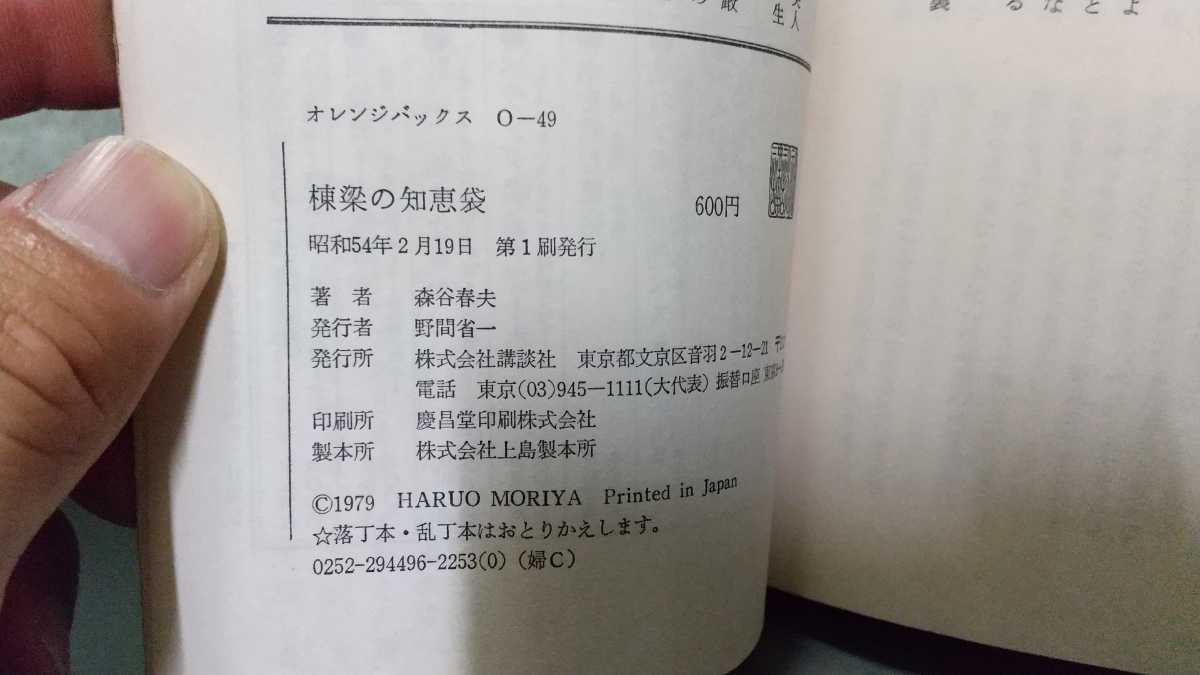 オレンジバックス O−49
棟梁の知恵袋 600円
昭和54年2月19日 第1刷発行
著 者 森谷春夫
発行者 野間省一
発行所 株式会社講談社 東京都文京区音羽2−12−21
電話 東京(03)945−1111(大代表) 振替口座
印刷所 慶昌堂印刷株式会社
製本所 株式会社上島製本所
©1979 HARUO MORIYA Printed in Japan
☆落丁本・乱丁本はおとりかえします。
0252-294496-2253(0) (婦C)